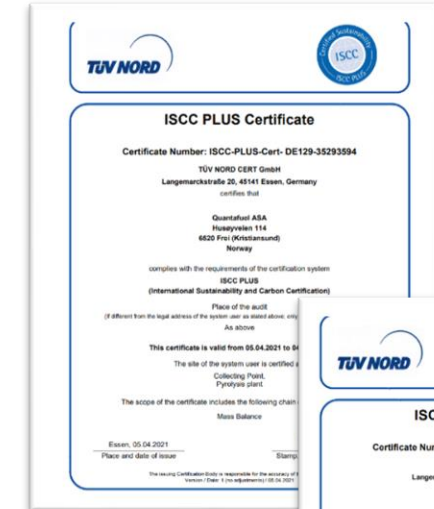 TÜV NORD
Certified Sustainability
ISCC
ISCC PLUS
ISCC PLUS Certificate
Certificate Number: ISCC-PLUS-Cert- DE129-35293594
TÜV NORD CERT GmbH
Langemarckstraße 20, 45141 Essen, Germany
certifies that
Quantafuel ASA
Husøyveien 114
6520 Frei (Kristiansund)
Norway
complies with the requirements of the certification system
ISCC PLUS
(International Sustainability and Carbon Certification)
Place of the audit
(if different from the legal address of the system user as stated above,
As above
This certificate is valid from 05.04.2021 to
The site of the system user is certified
Collecting Point,
Pyrolysis plant
The scope of the certificate includes the following chain
Mass Balance
Essen, 05.04.2021
Place and date of issue
Stamp,
The issuing Certification Body is responsible for the accuracy of
Version / Date: 1 (no adjustments) / 05.04.2021
TÜV NORD
ISC
Certificate Nu
Lange